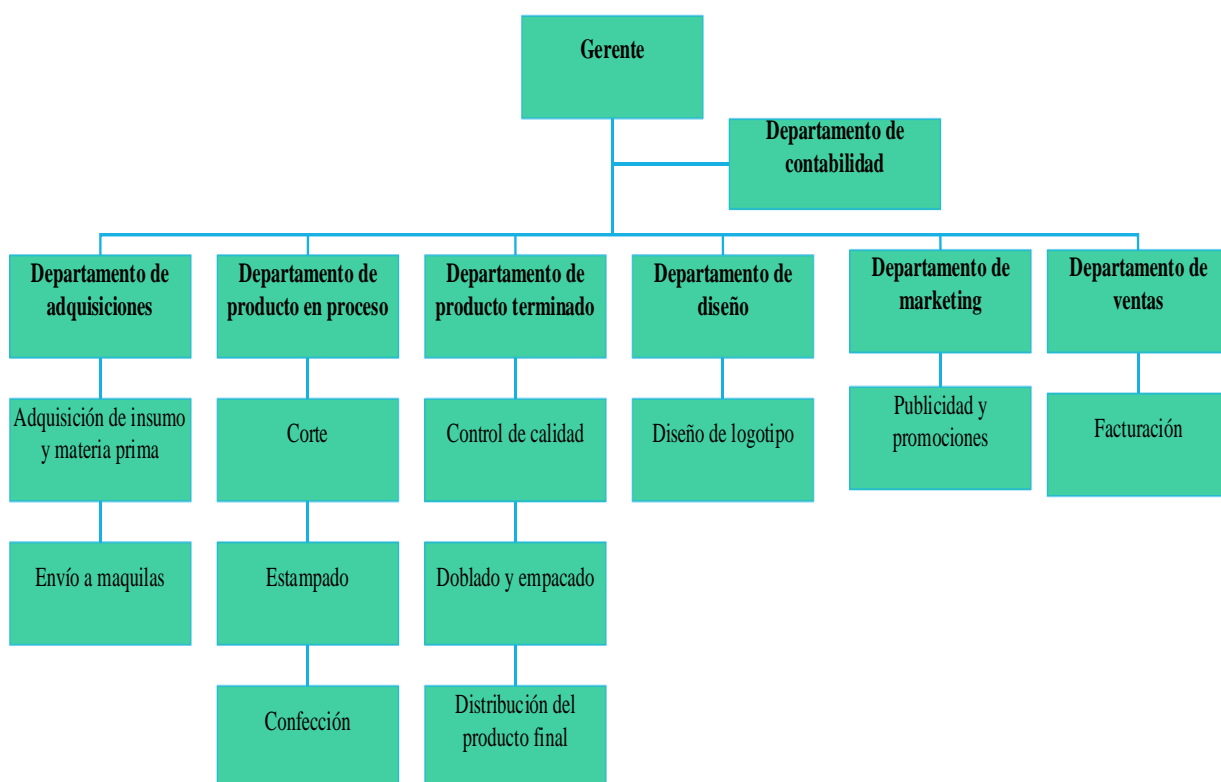 Gerente
Departamento de
contabilidad
Departamento de
adquisiciones
Departamento de
producto en proceso
Departamento de
producto terminado
Departamento de
diseño
Departamento de
marketing
Departamento de
ventas
Adquisición de insumo
y materia prima
Corte
Control de calidad
Diseño de logotipo
Publicidad y
promociones
Facturación
Envío a maquilas
Estampado
Doblado y empacado
Confección
Distribución del
producto final